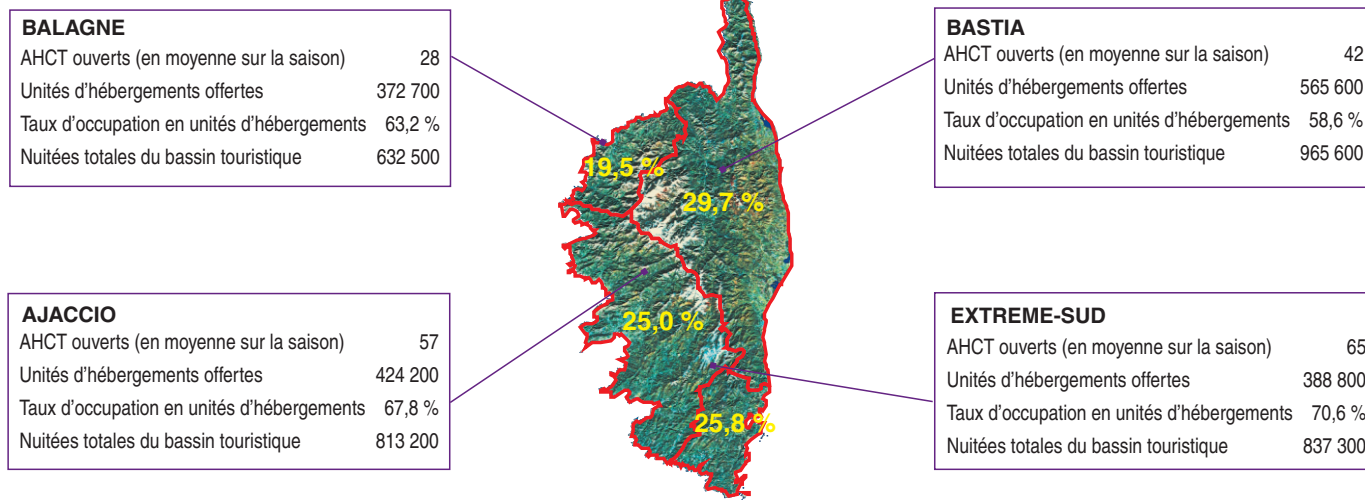 BALAGNE
AHCT ouverts (en moyenne sur la saison) 28
Unités d'hébergements offertes 372 700
Taux d'occupation en unités d'hébergements 63,2 %
Nuitées totales du bassin touristique 632 500
BASTIA
AHCT ouverts (en moyenne sur la saison) 42
Unités d'hébergements offertes 565 600
Taux d'occupation en unités d'hébergements 58,6 %
Nuitées totales du bassin touristique 965 600
19,5 %
29,7 %
25,0 %
25,8 %
AJACCIO
AHCT ouverts (en moyenne sur la saison) 57
Unités d'hébergements offertes 424 200
Taux d'occupation en unités d'hébergements 67,8 %
Nuitées totales du bassin touristique 813 200
EXTREME-SUD
AHCT ouverts (en moyenne sur la saison) 65
Unités d'hébergements offertes 388 800
Taux d'occupation en unités d'hébergements 70,6 %
Nuitées totales du bassin touristique 837 300